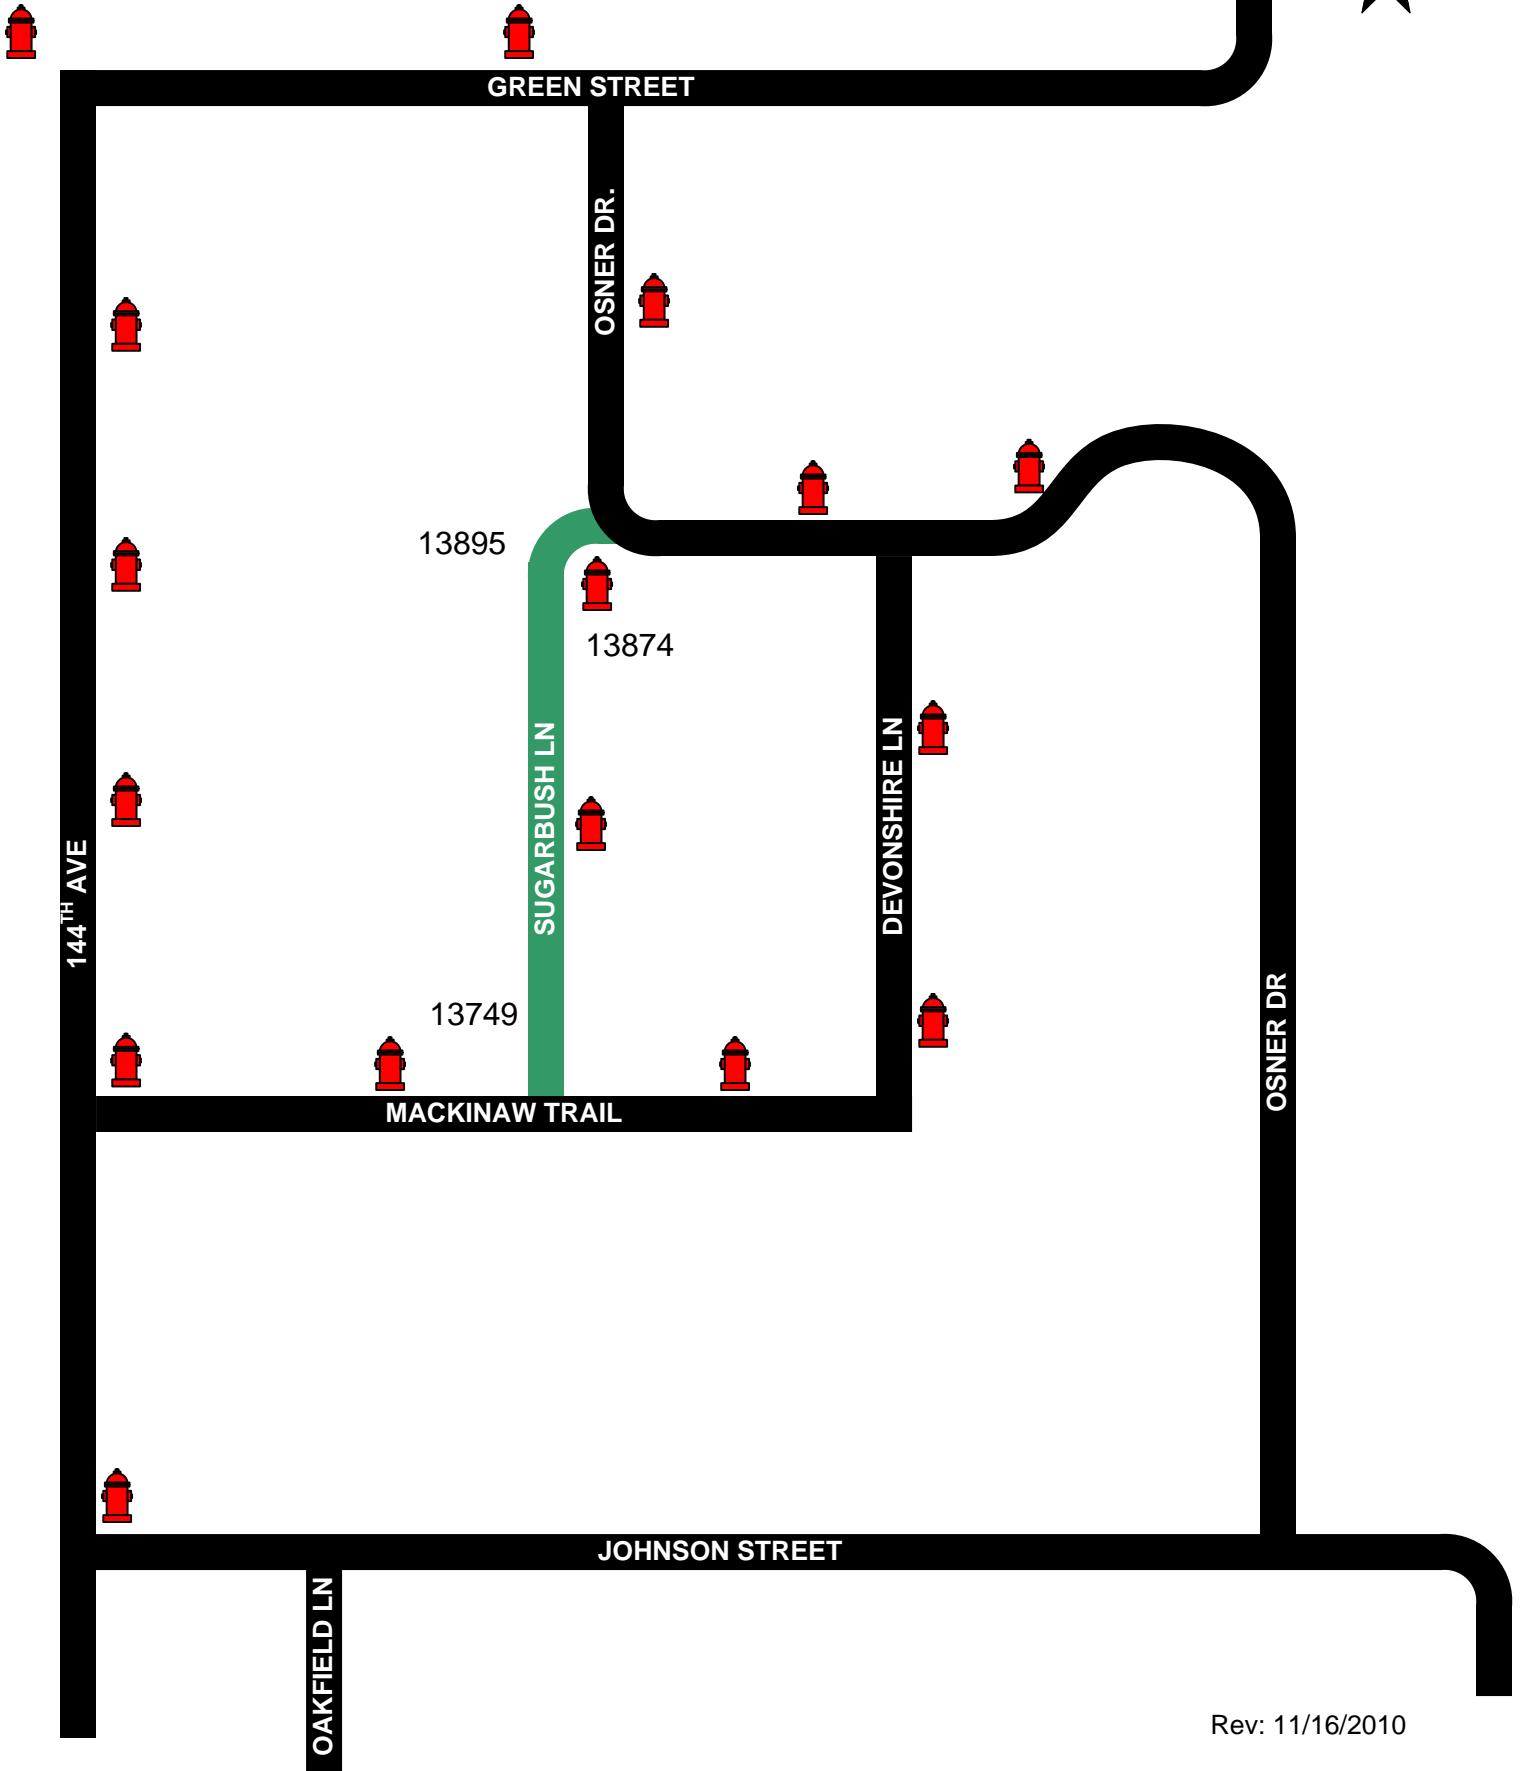 GREEN STREET
OSNER DR.
13895
13874
SUGARBUSH LN
DEVONSHIRE LN
144TH AVE
13749
OSNER DR
MACKINAW TRAIL
JOHNSON STREET
OAKFIELD LN
Rev: 11/16/2010